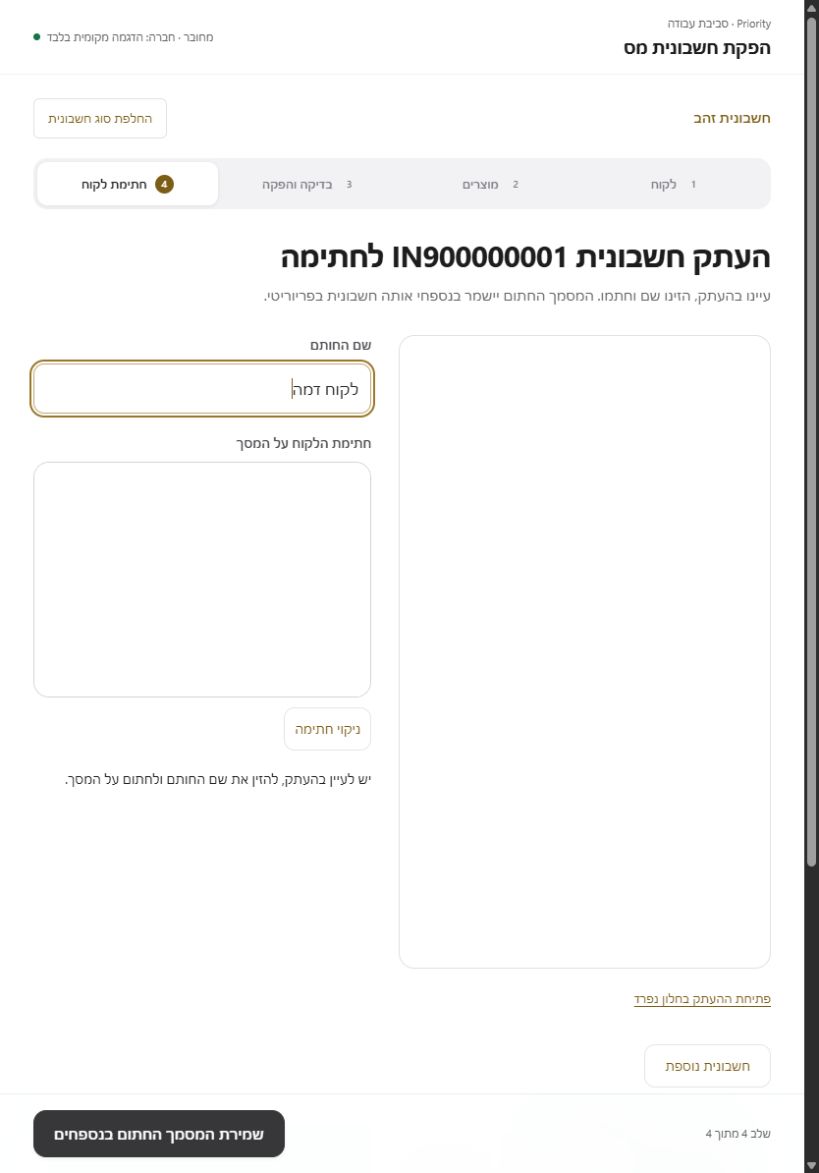 Priority · סביבת עבודה
הפקת חשבונית מס
מחובר · חברה: הדגמה מקומית בלבד
חשבונית זהב
החלפת סוג חשבונית
1 לקוח
2 מוצרים
3 בדיקה והפקה
4 חתימת לקוח
העתק חשבונית IN900000001 לחתימה
עיינו בהעתק, הזינו שם וחתמו. המסמך החתום יישמר בנספחי אותה חשבונית בפריוריטי.
שם החותם
לקוח דמה
חתימת הלקוח על המסך
ניקוי חתימה
יש לעיין בהעתק, להזין את שם החותם ולחתום על המסך.
פתיחת ההעתק בחלון נפרד
חשבונית נוספת
שלב 4 מתוך 4
שמירת המסמך החתום בנספחים